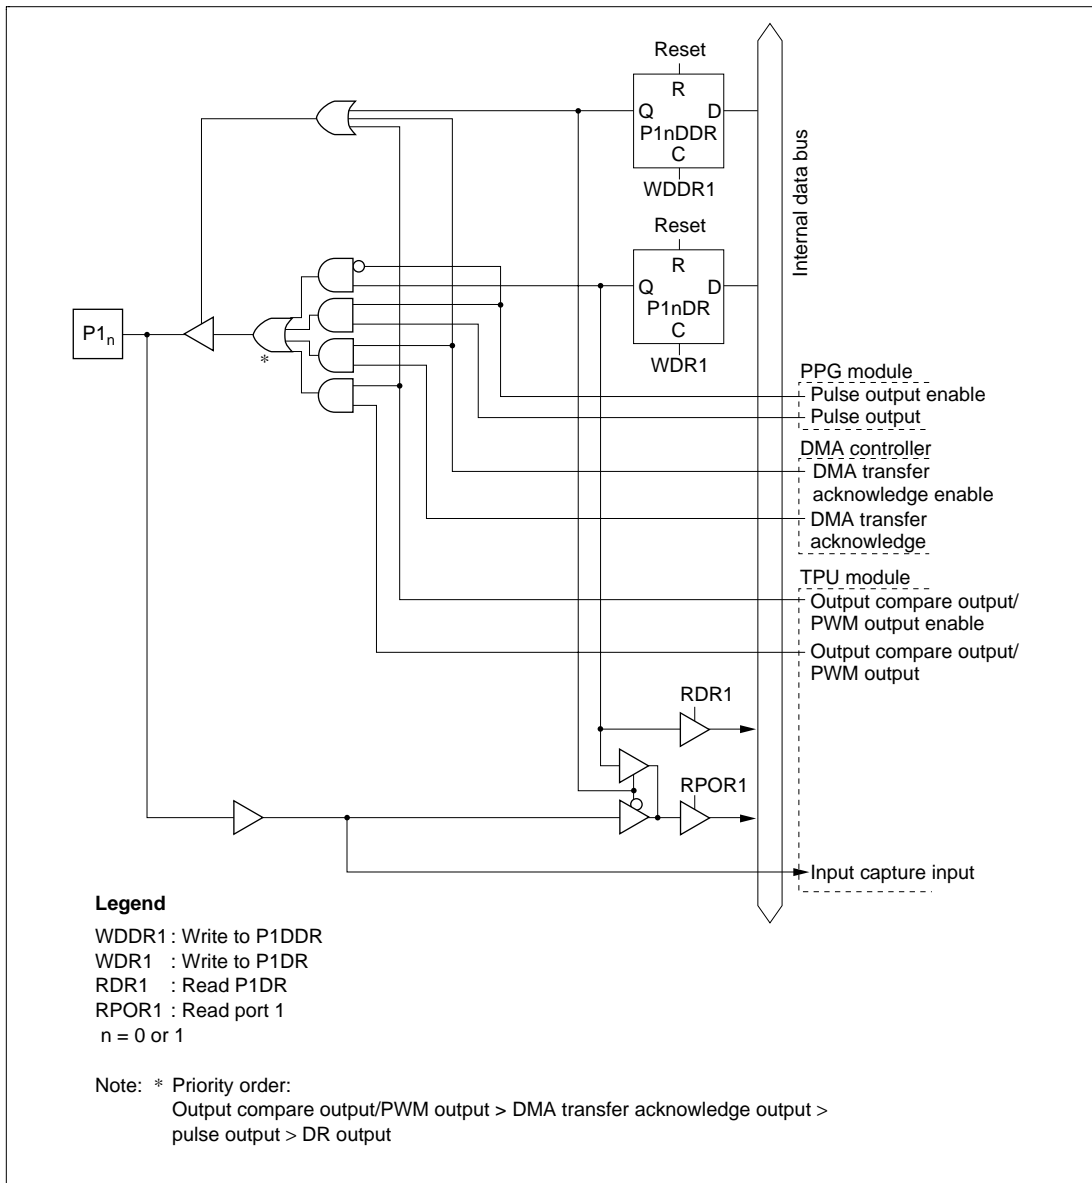 Reset
R
Q D
P1nDDR
C
WDDR1
Internal data bus
Reset
R
Q D
P1nDR
C
WDR1
P1n
*
PPG module
Pulse output enable
Pulse output
DMA controller
DMA transfer
acknowledge enable
DMA transfer
acknowledge
TPU module
Output compare output/
PWM output enable
Output compare output/
PWM output
RDR1
RPOR1
Input capture input
Legend
WDDR1 : Write to P1DDR
WDR1 : Write to P1DR
RDR1 : Read P1DR
RPOR1 : Read port 1
n = 0 or 1
Note: * Priority order:
Output compare output/PWM output > DMA transfer acknowledge output >
pulse output > DR output